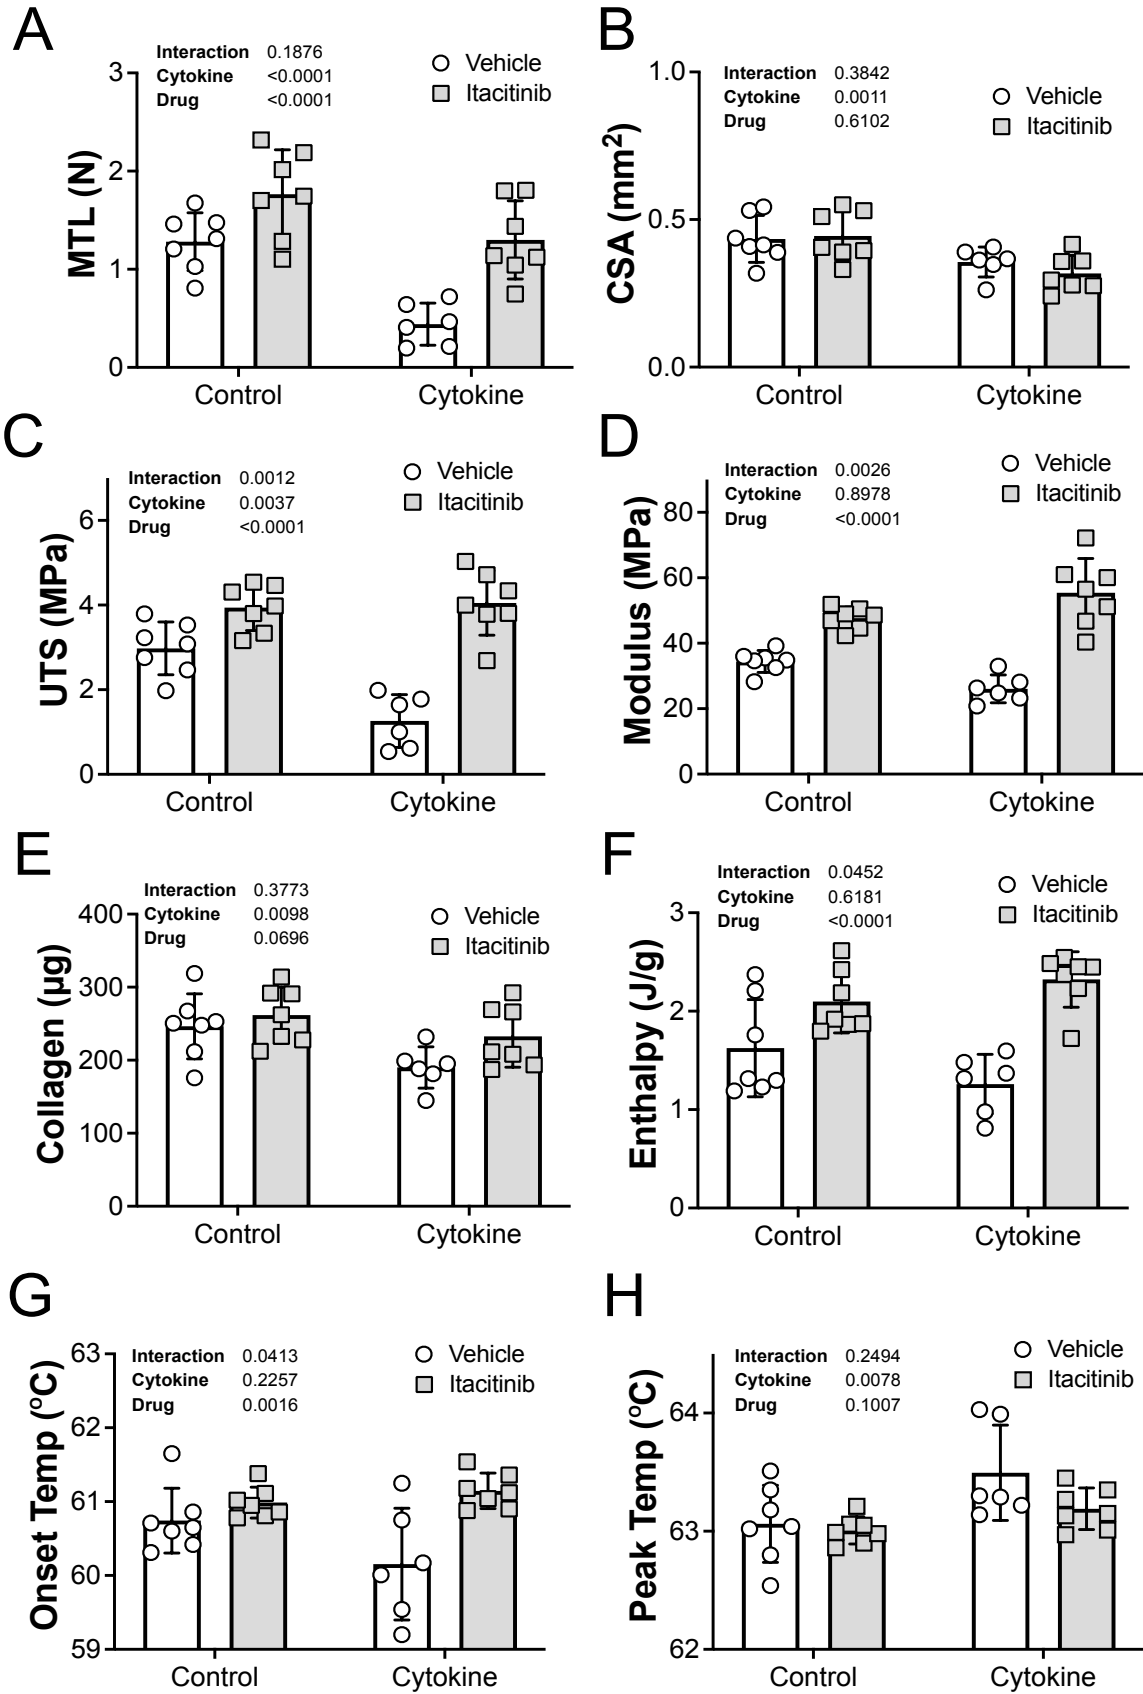 A
Interaction 0.1876
Cytokine <0.0001
Drug <0.0001
Vehicle
Itacitinib
MTL (N)
3
2
1
0
Control Cytokine
B
Interaction 0.3842
Cytokine 0.0011
Drug 0.6102
Vehicle
Itacitinib
CSA (mm²)
1.0
0.5
0.0
Control Cytokine
C
Interaction 0.0012
Cytokine 0.0037
Drug <0.0001
Vehicle
Itacitinib
UTS (MPa)
6
4
2
0
Control Cytokine
D
Interaction 0.0026
Cytokine 0.8978
Drug <0.0001
Vehicle
Itacitinib
Modulus (MPa)
80
60
40
20
0
Control Cytokine
E
Interaction 0.3773
Cytokine 0.0098
Drug 0.0696
Vehicle
Itacitinib
Collagen (µg)
400
300
200
100
0
Control Cytokine
F
Interaction 0.0452
Cytokine 0.6181
Drug <0.0001
Vehicle
Itacitinib
Enthalpy (J/g)
3
2
1
0
Control Cytokine
G
Interaction 0.0413
Cytokine 0.2257
Drug 0.0016
Vehicle
Itacitinib
Onset Temp (ºC)
63
62
61
60
59
Control Cytokine
H
Interaction 0.2494
Cytokine 0.0078
Drug 0.1007
Vehicle
Itacitinib
Peak Temp (ºC)
64
63
62
Control Cytokine